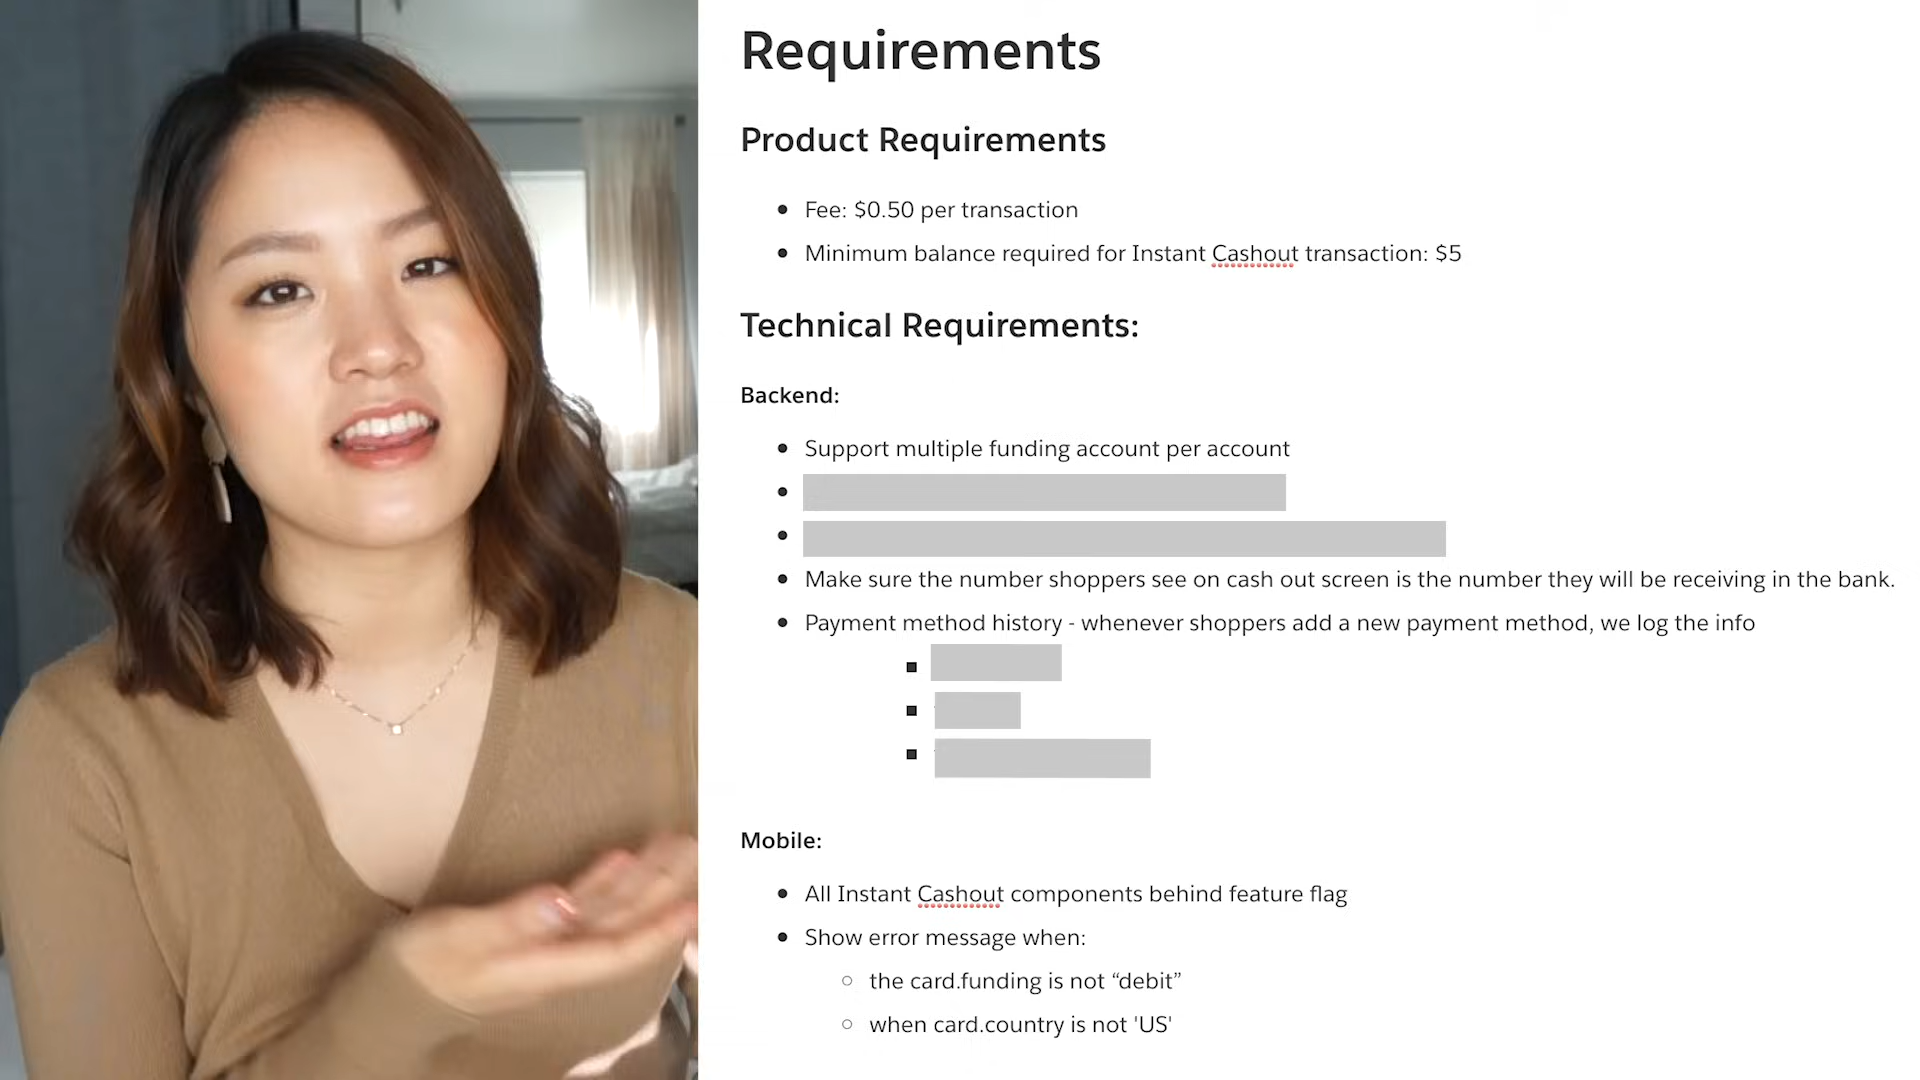 Requirements
Product Requirements
Fee: $0.50 per transaction
Minimum balance required for Instant Cashout transaction: $5
Technical Requirements:
Backend:
Support multiple funding account per account
Make sure the number shoppers see on cash out screen is the number they will be receiving in the bank.
Payment method history - whenever shoppers add a new payment method, we log the info
Mobile:
All Instant Cashout components behind feature flag
Show error message when:
the card.funding is not “debit”
when card.country is not 'US'